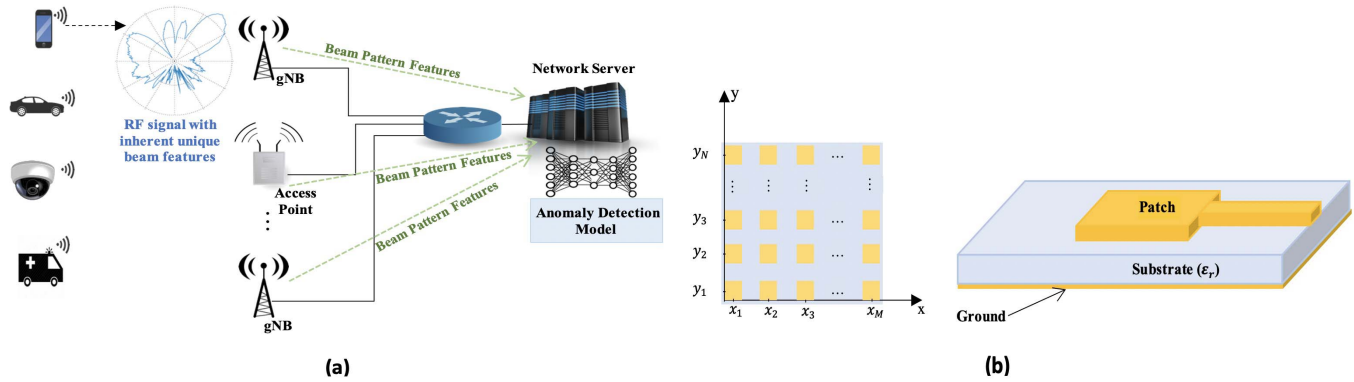 RF signal with
inherent unique
beam features
gNB
Access
Point
⋮
gNB
Beam Pattern Features
Beam Pattern Features
Beam Pattern Features
Network Server
Anomaly Detection
Model
(a)
y
y_N ...
⋮ ⋮ ⋮ ⋮
y_3 ...
y_2 ...
y_1 ...
x_1 x_2 x_3 x_M
x
Patch
Substrate (ε_r)
Ground
(b)